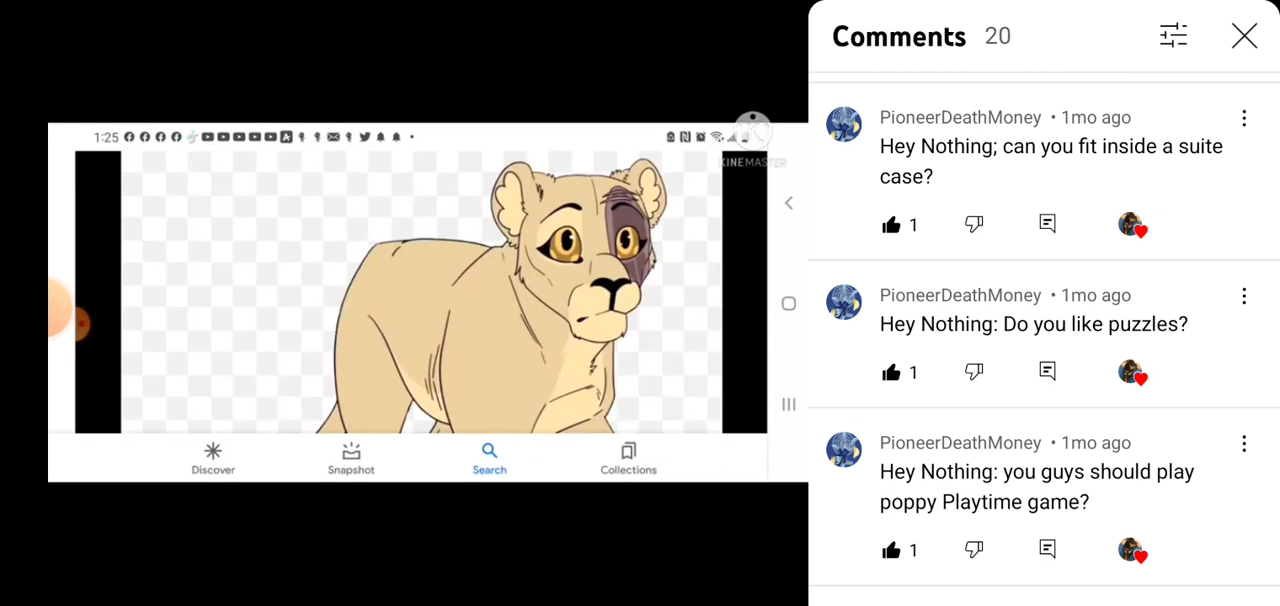 Comments 20
PioneerDeathMoney • 1mo ago
Hey Nothing; can you fit inside a suite
case?
1
PioneerDeathMoney • 1mo ago
Hey Nothing: Do you like puzzles?
1
PioneerDeathMoney • 1mo ago
Hey Nothing: you guys should play
poppy Playtime game?
1
1:25
KINEMASTER
Discover
Snapshot
Search
Collections